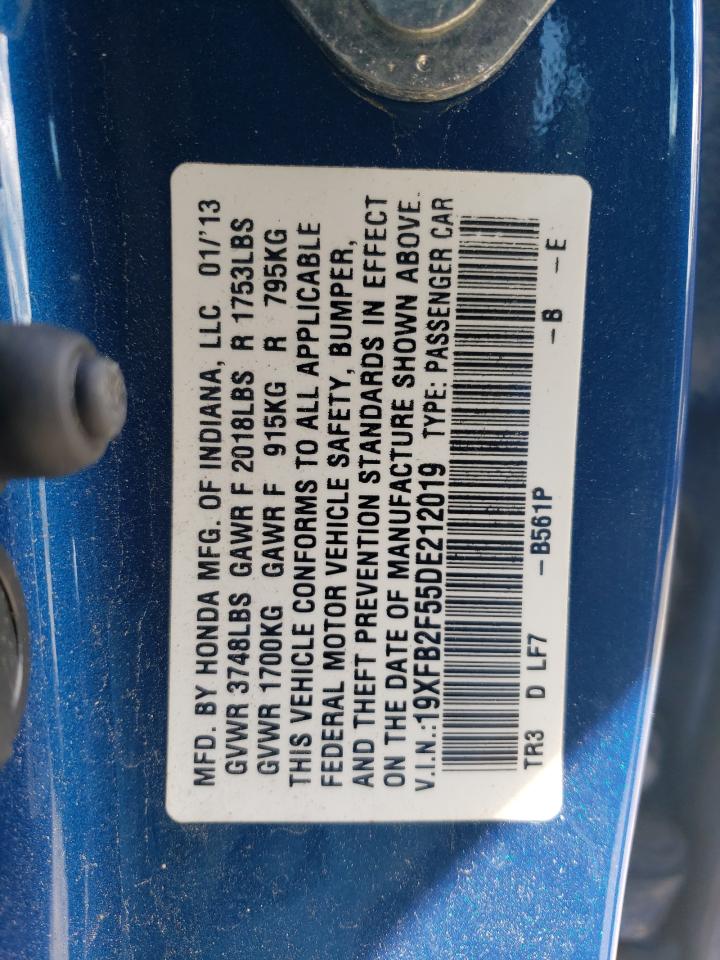 MFD. BY HONDA MFG. OF INDIANA, LLC 01/'13
GVWR 3748LBS GAWR F 2018LBS R 1753LBS
GVWR 1700KG GAWR F 915KG R 795KG
THIS VEHICLE CONFORMS TO ALL APPLICABLE
FEDERAL MOTOR VEHICLE SAFETY, BUMPER,
AND THEFT PREVENTION STANDARDS IN EFFECT
ON THE DATE OF MANUFACTURE SHOWN ABOVE.
V.I.N.:19XFB2F55DE212019 TYPE: PASSENGER CAR
TR3 D LF7 –B561P –B –E